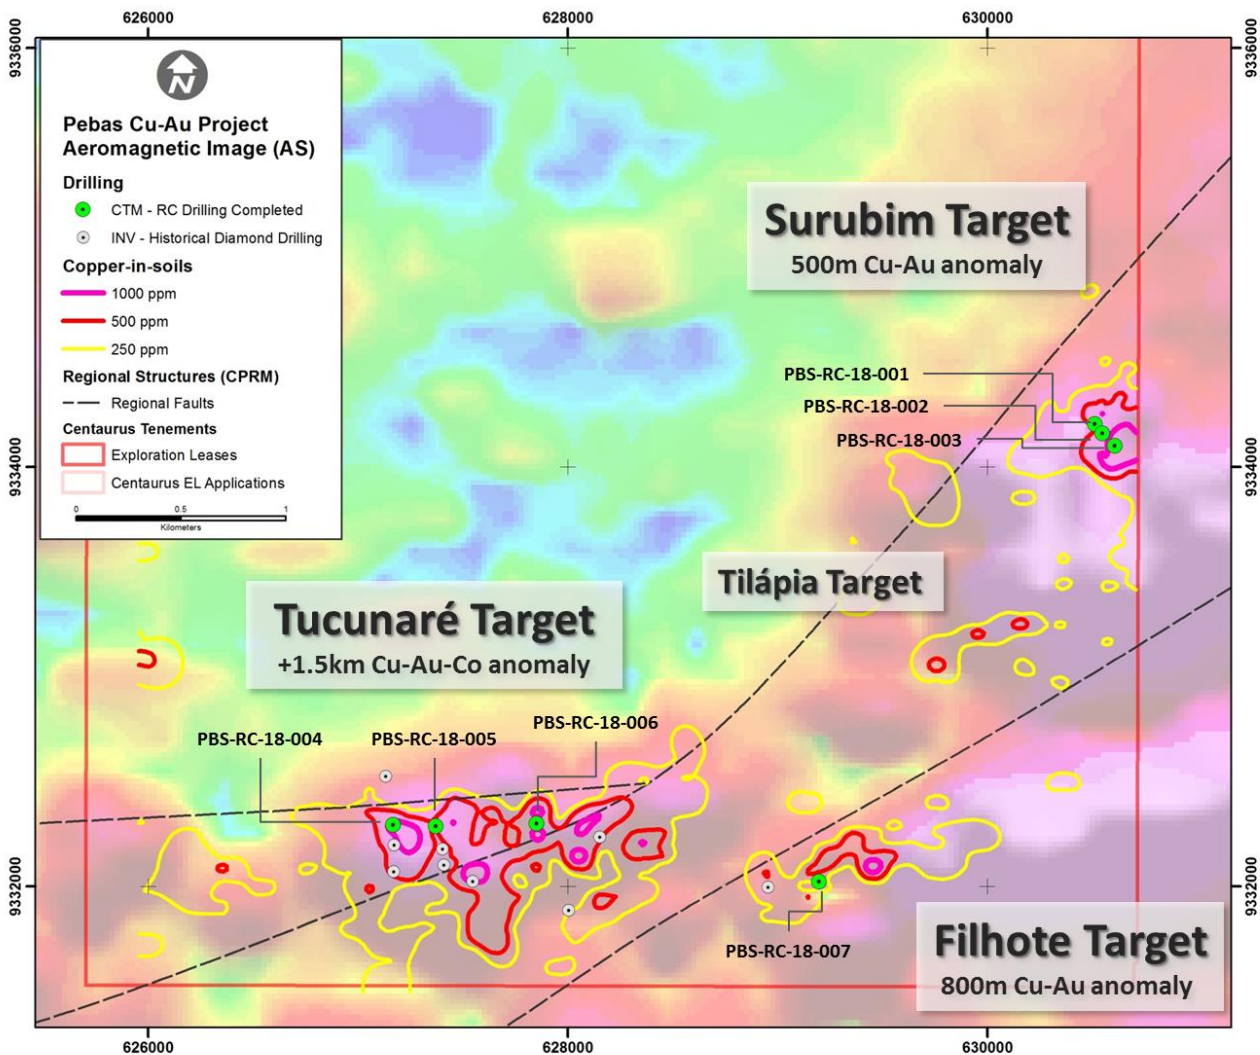 626000
628000
630000
9336000
9336000
N
Pebas Cu-Au Project
Aeromagnetic Image (AS)
Drilling
CTM - RC Drilling Completed
INV - Historical Diamond Drilling
Copper-in-soils
1000 ppm
500 ppm
250 ppm
Regional Structures (CPRM)
Regional Faults
Centaurus Tenements
Exploration Leases
Centaurus EL Applications
0 0.5 1
Kilometers
Surubim Target
500m Cu-Au anomaly
PBS-RC-18-001
PBS-RC-18-002
PBS-RC-18-003
9334000
9334000
Tilápia Target
Tucunaré Target
+1.5km Cu-Au-Co anomaly
PBS-RC-18-004
PBS-RC-18-005
PBS-RC-18-006
9332000
9332000
PBS-RC-18-007
Filhote Target
800m Cu-Au anomaly
626000
628000
630000